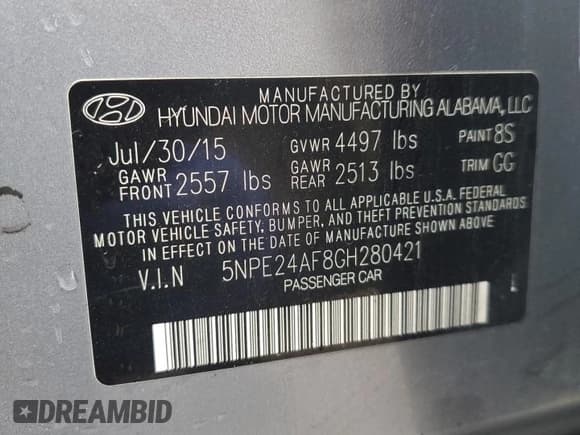 MANUFACTURED BY
HYUNDAI MOTOR MANUFACTURING ALABAMA, LLC
Jul/30/15 GVWR 4497 lbs PAINT 8S
GAWR FRONT 2557 lbs GAWR REAR 2513 lbs TRIM GG
THIS VEHICLE CONFORMS TO ALL APPLICABLE U.S.A. FEDERAL
MOTOR VEHICLE SAFETY, BUMPER, AND THEFT PREVENTION STANDARDS
IN EFFECT ON THE DATE OF MANUFACTURE SHOWN ABOVE.
V.I.N 5NPE24AF8GH280421
PASSENGER CAR
DREAMBID